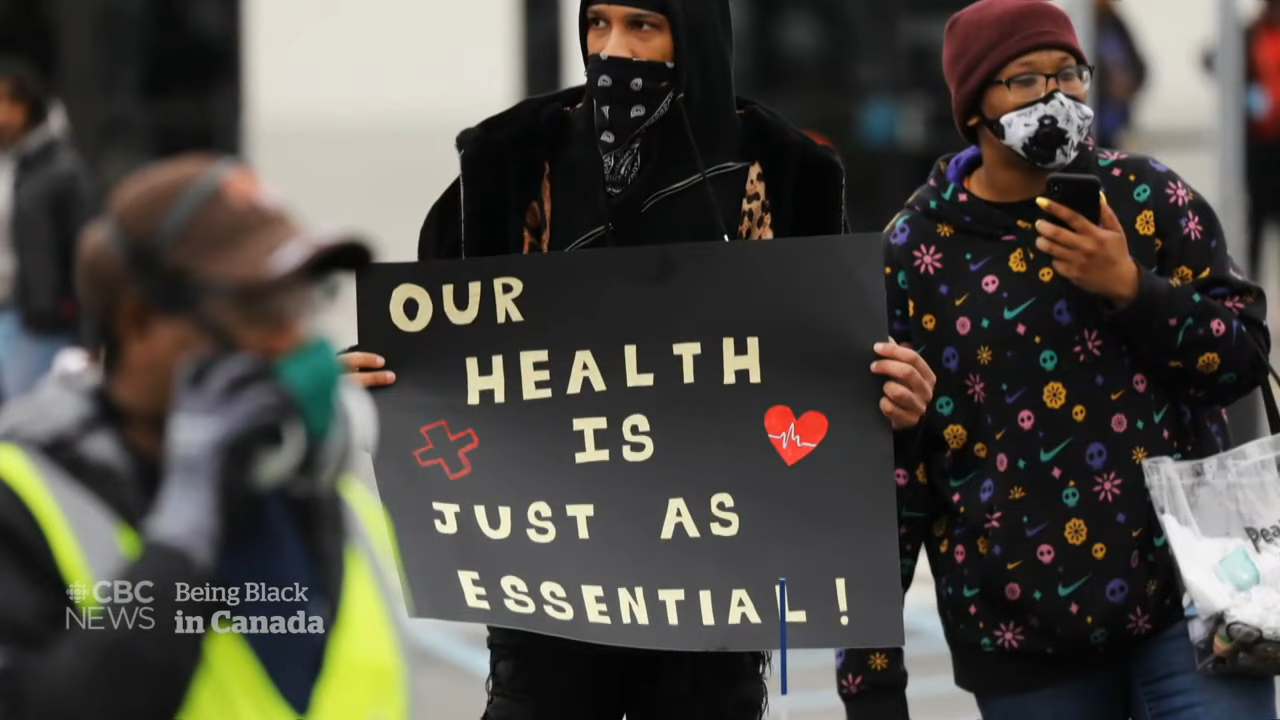 OUR
HEALTH
IS
JUST AS
ESSENTIAL!
CBC
NEWS
Being Black
in Canada